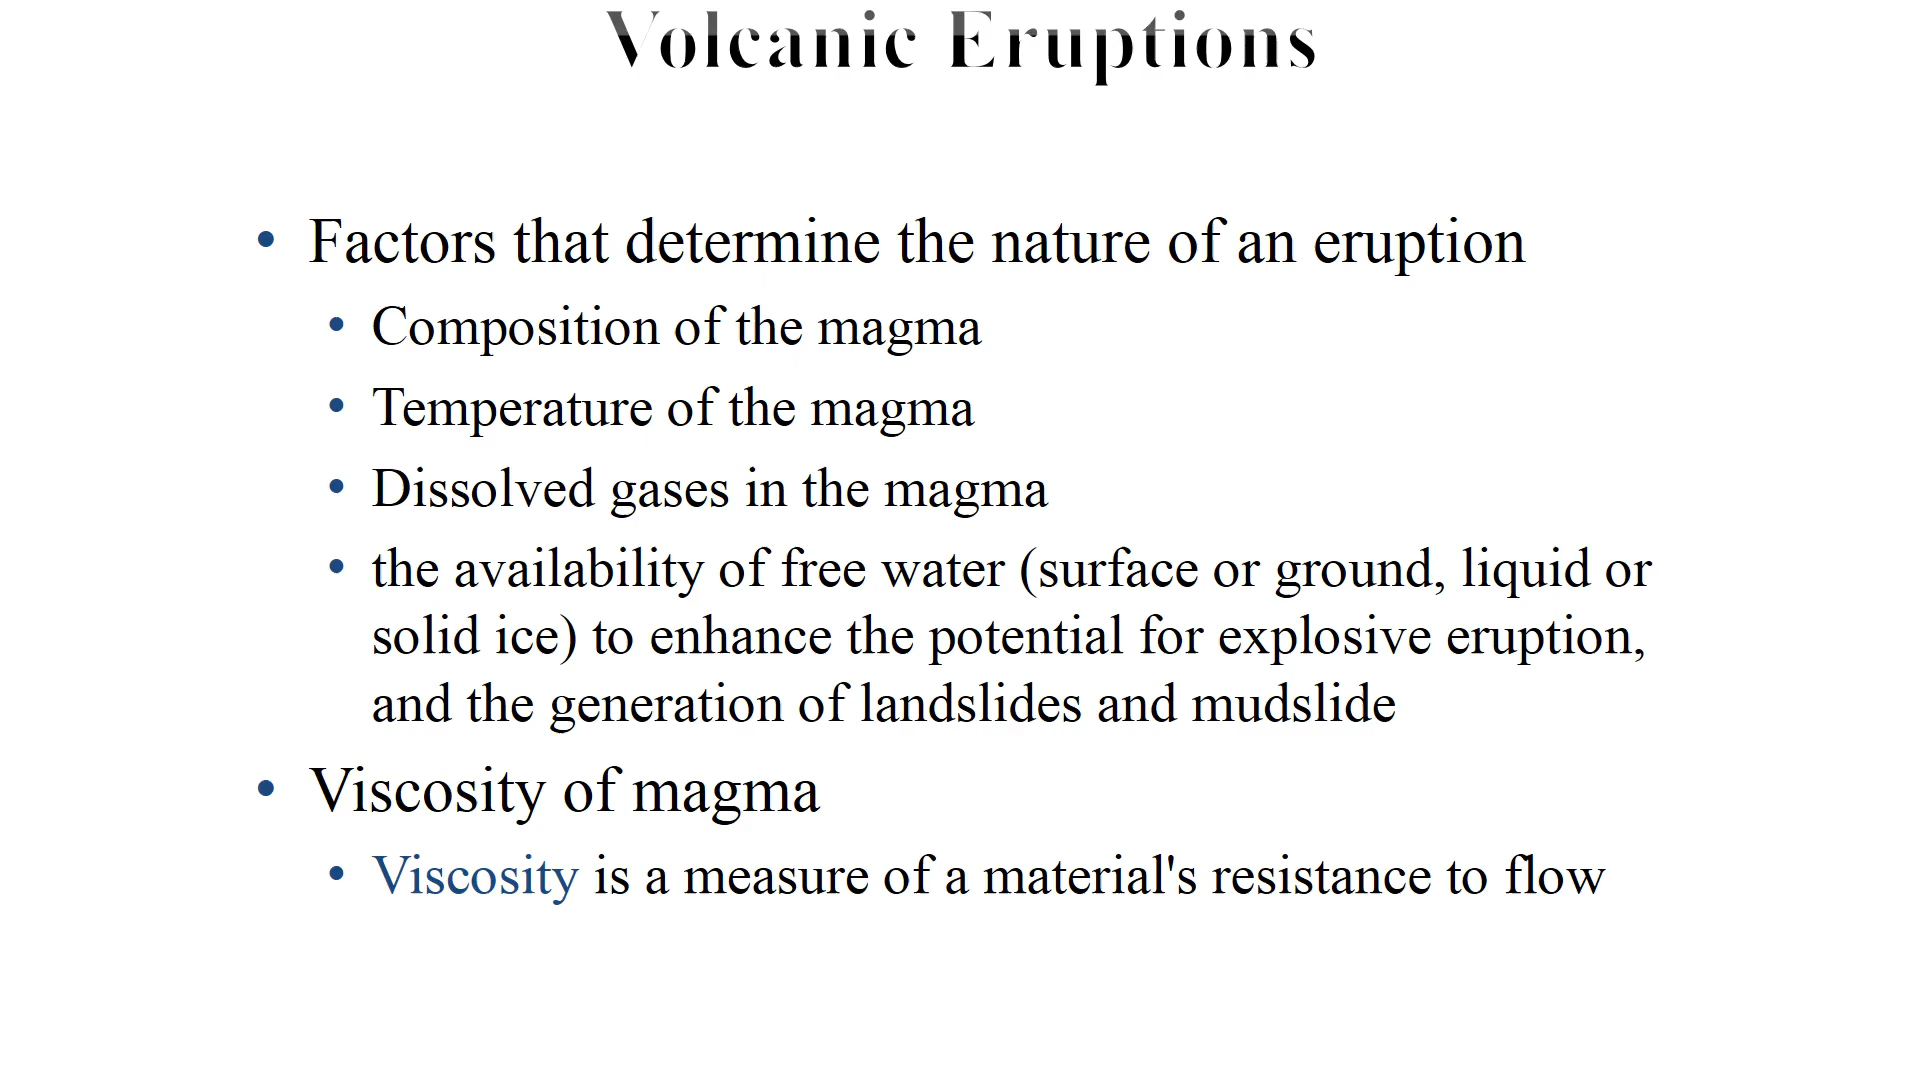 Volcanic Eruptions
• Factors that determine the nature of an eruption
• Composition of the magma
• Temperature of the magma
• Dissolved gases in the magma
• the availability of free water (surface or ground, liquid or
solid ice) to enhance the potential for explosive eruption,
and the generation of landslides and mudslide
• Viscosity of magma
• Viscosity is a measure of a material's resistance to flow